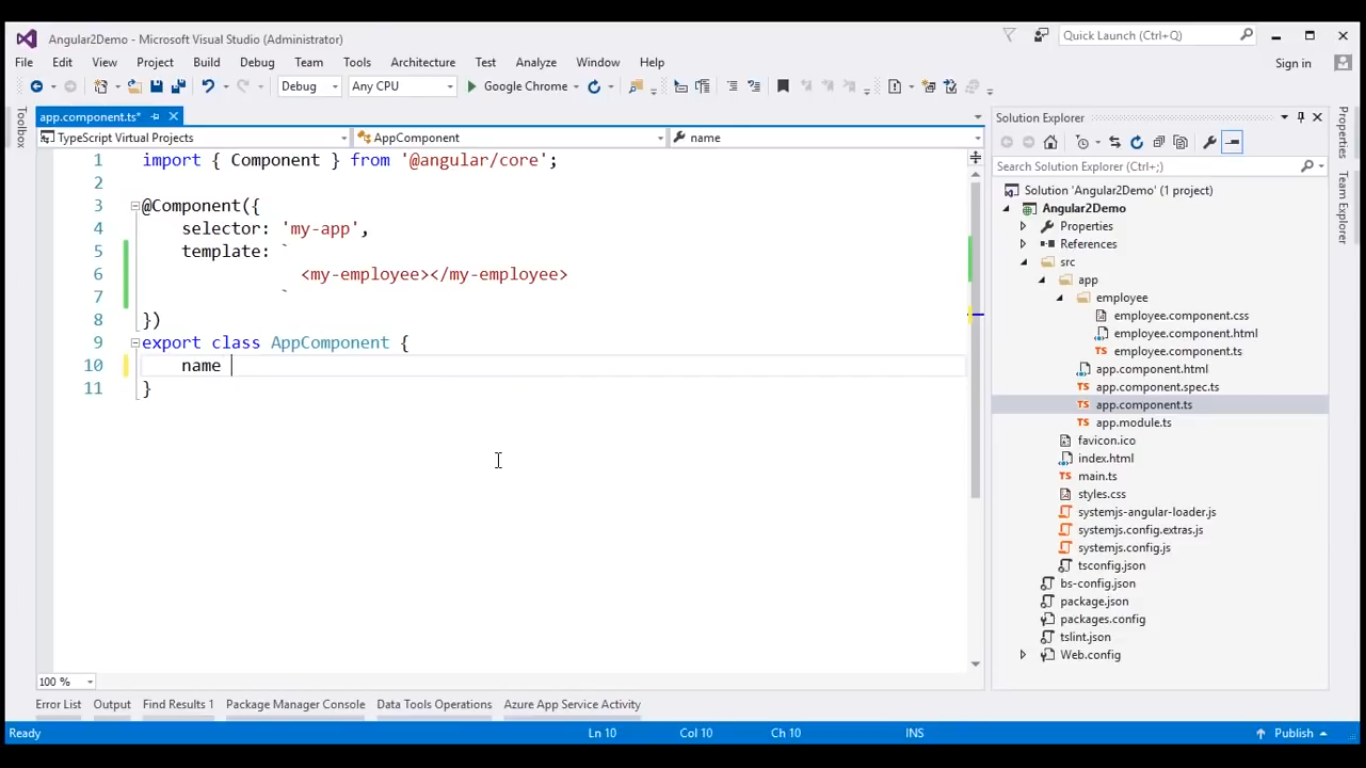 Angular2Demo - Microsoft Visual Studio (Administrator)
Quick Launch (Ctrl+Q)
File Edit View Project Build Debug Team Tools Architecture Test Analyze Window Help
Sign in
Debug Any CPU Google Chrome
Toolbox
app.component.ts*
TypeScript Virtual Projects AppComponent name
1 import { Component } from '@angular/core';
2
3 @Component({
4 selector: 'my-app',
5 template: `
6 <my-employee></my-employee>
7 `
8 })
9 export class AppComponent {
10 name
11 }
100 %
Solution Explorer
Search Solution Explorer (Ctrl+;)
Solution 'Angular2Demo' (1 project)
Angular2Demo
Properties
References
src
app
employee
employee.component.css
employee.component.html
employee.component.ts
app.component.html
app.component.spec.ts
app.component.ts
app.module.ts
favicon.ico
index.html
main.ts
styles.css
systemjs-angular-loader.js
systemjs.config.extras.js
systemjs.config.js
tsconfig.json
bs-config.json
package.json
packages.config
tslint.json
Web.config
Properties
Team Explorer
Error List Output Find Results 1 Package Manager Console Data Tools Operations Azure App Service Activity
Ready Ln 10 Col 10 Ch 10 INS Publish